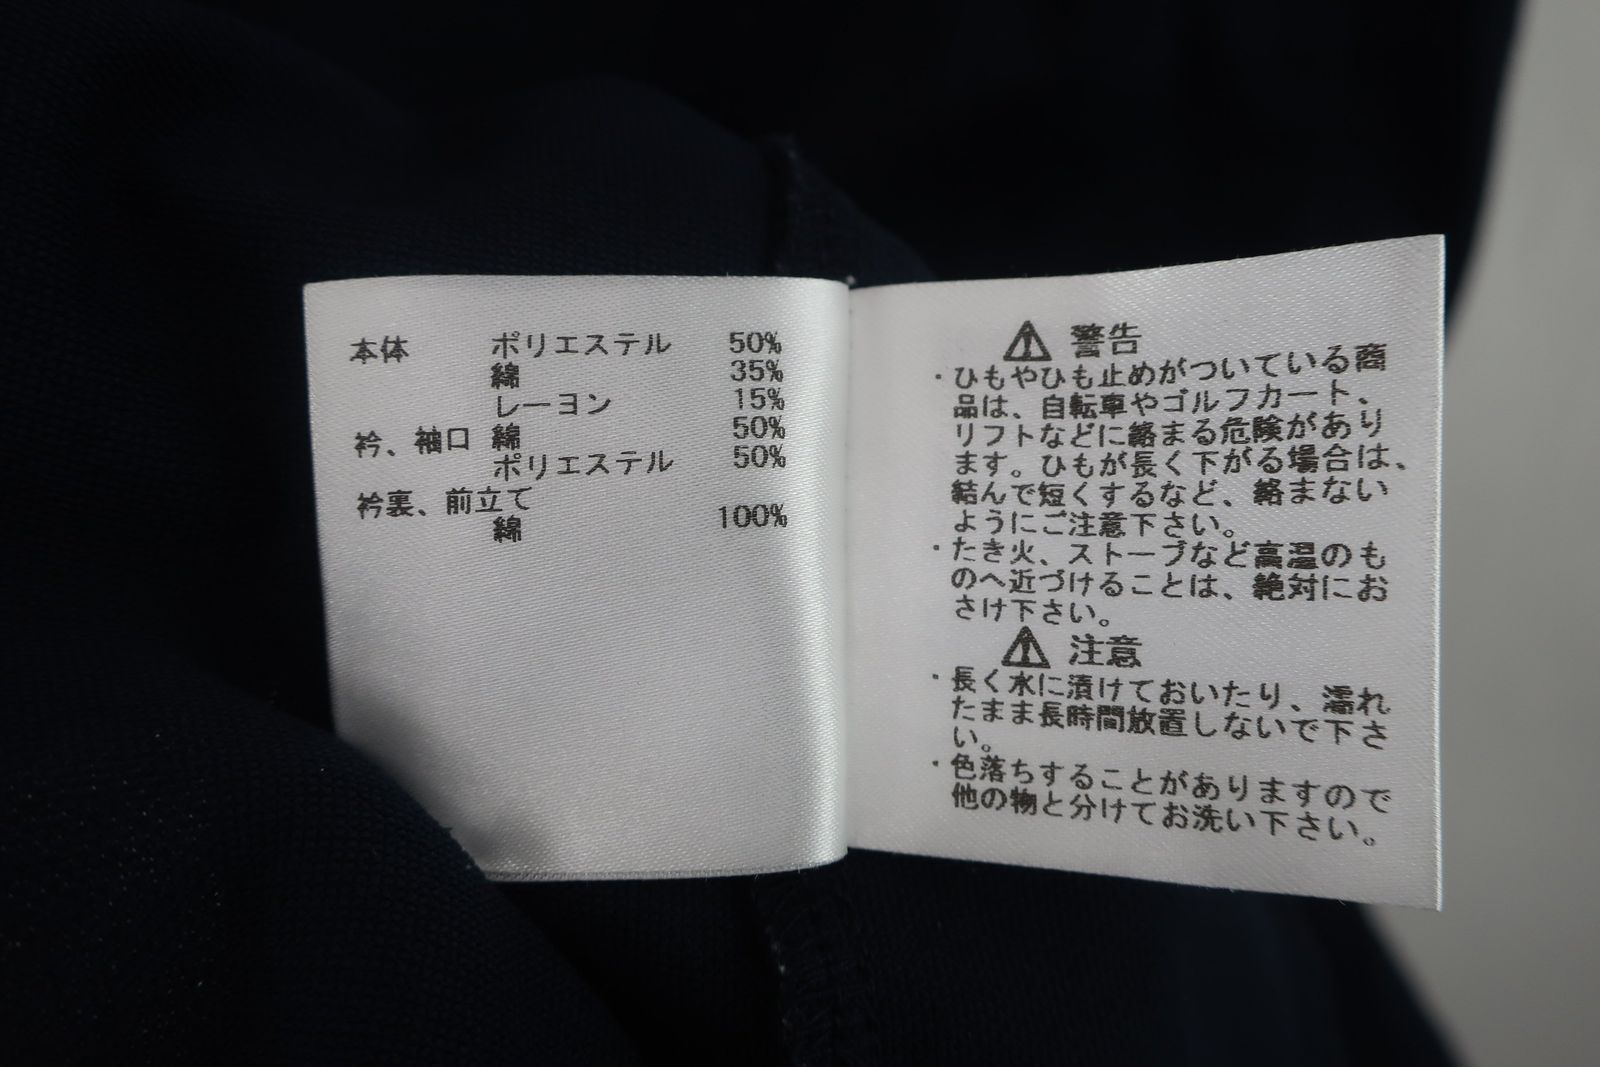 本体 ポリエステル 50%
綿 35%
レーヨン 15%
衿、袖口 綿 50%
ポリエステル 50%
衿裏、前立て
綿 100%
警告
・ひもやひも止めがついている商
品は、自転車やゴルフカート、
リフトなどに絡まる危険があり
ます。ひもが長く下がる場合は、
結んで短くするなど、絡まない
ようにご注意下さい。
・たき火、ストーブなど高温のも
のへ近づけることは、絶対にお
さけ下さい。
注意
・長く水に漬けておいたり、濡れ
たまま長時間放置しないで下さ
い。
・色落ちすることがありますので
他の物と分けてお洗い下さい。